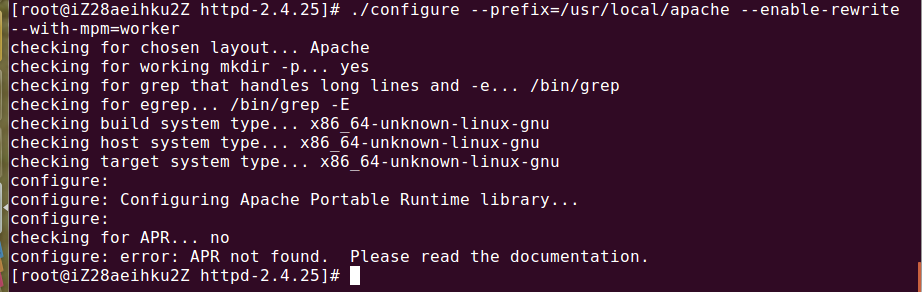 [root@iZ28aeihku2Z httpd-2.4.25]# ./configure --prefix=/usr/local/apache --enable-rewrite
--with-mpm=worker
checking for chosen layout... Apache
checking for working mkdir -p... yes
checking for grep that handles long lines and -e... /bin/grep
checking for egrep... /bin/grep -E
checking build system type... x86_64-unknown-linux-gnu
checking host system type... x86_64-unknown-linux-gnu
checking target system type... x86_64-unknown-linux-gnu
configure:
configure: Configuring Apache Portable Runtime library...
configure:
checking for APR... no
configure: error: APR not found.  Please read the documentation.
[root@iZ28aeihku2Z httpd-2.4.25]#